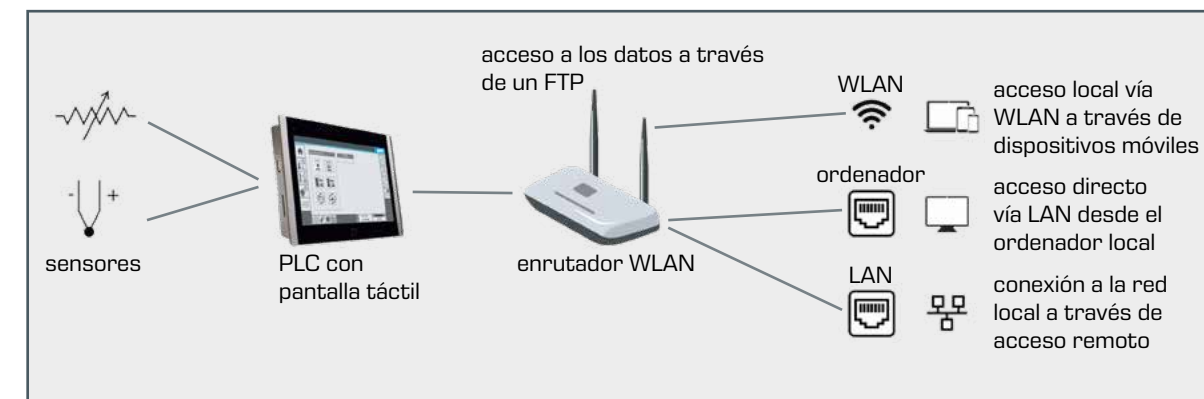 acceso a los datos a través
de un FTP
- +
sensores
PLC con
pantalla táctil
enrutador WLAN
WLAN
acceso local vía
WLAN a través de
dispositivos móviles
ordenador
acceso directo
vía LAN desde el
ordenador local
LAN
conexión a la red
local a través de
acceso remoto